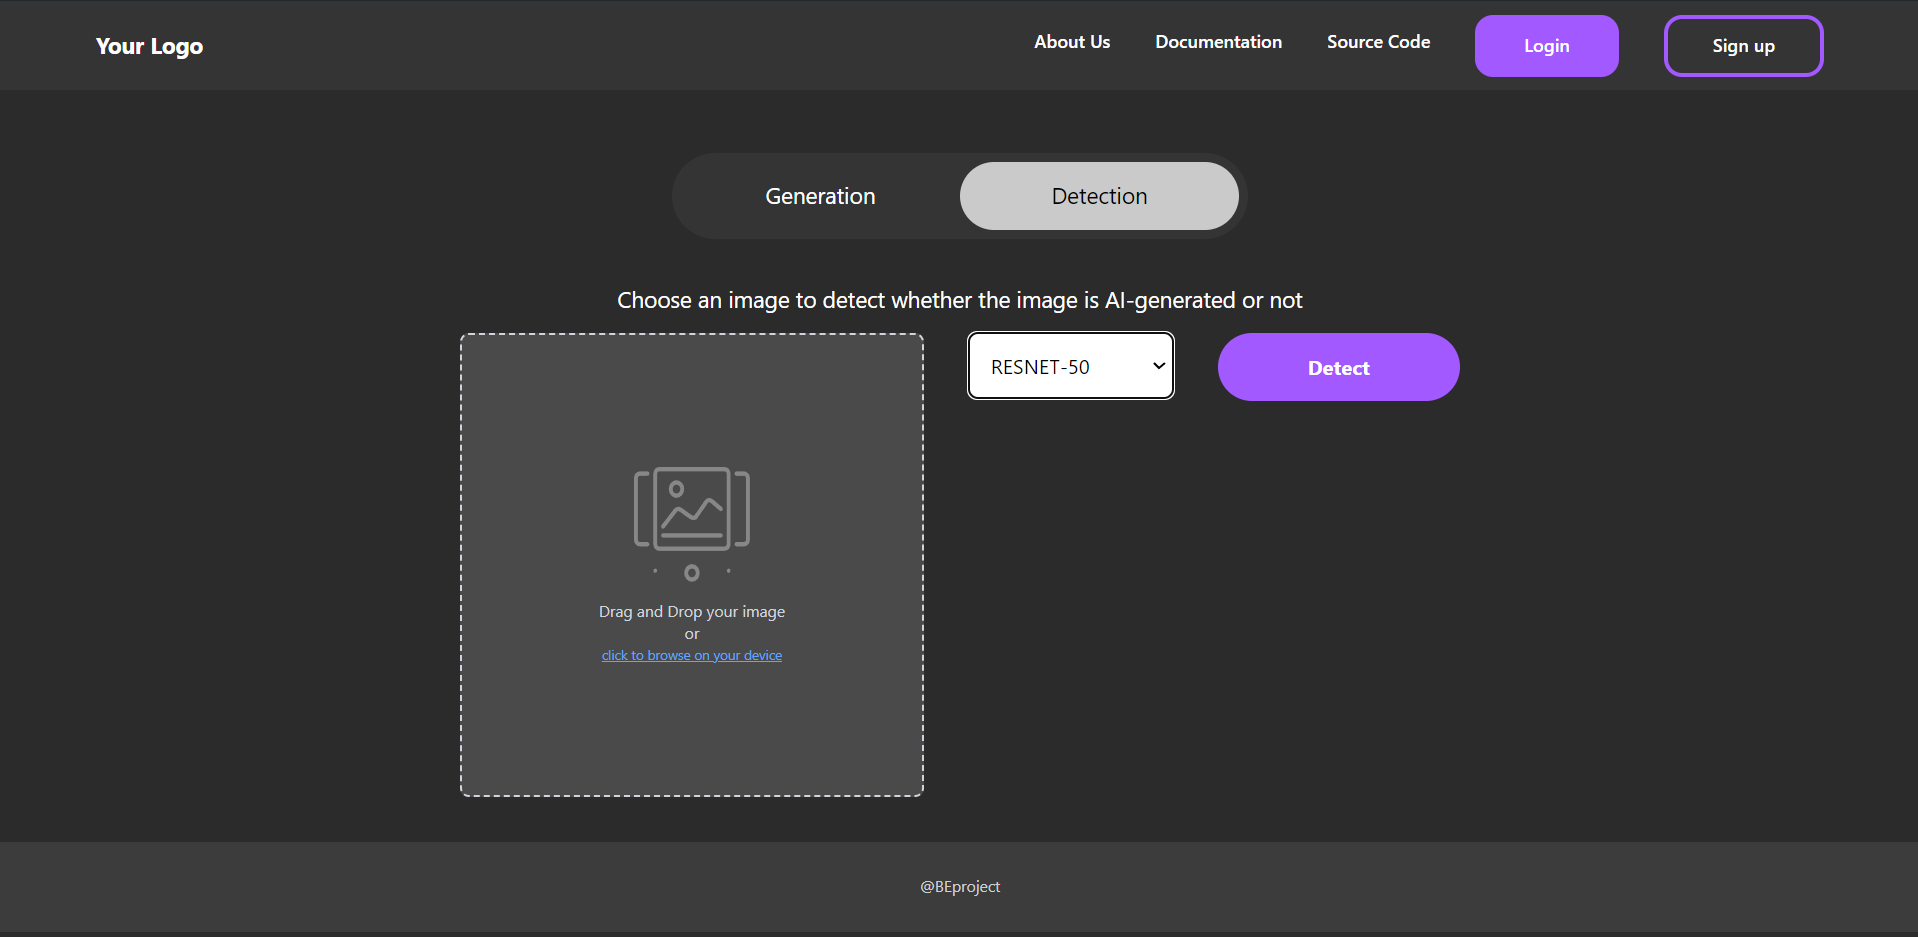 Your Logo
About Us
Documentation
Source Code
Login
Sign up
Generation
Detection
Choose an image to detect whether the image is AI-generated or not
RESNET-50
Detect
Drag and Drop your image
or
click to browse on your device
@BEproject